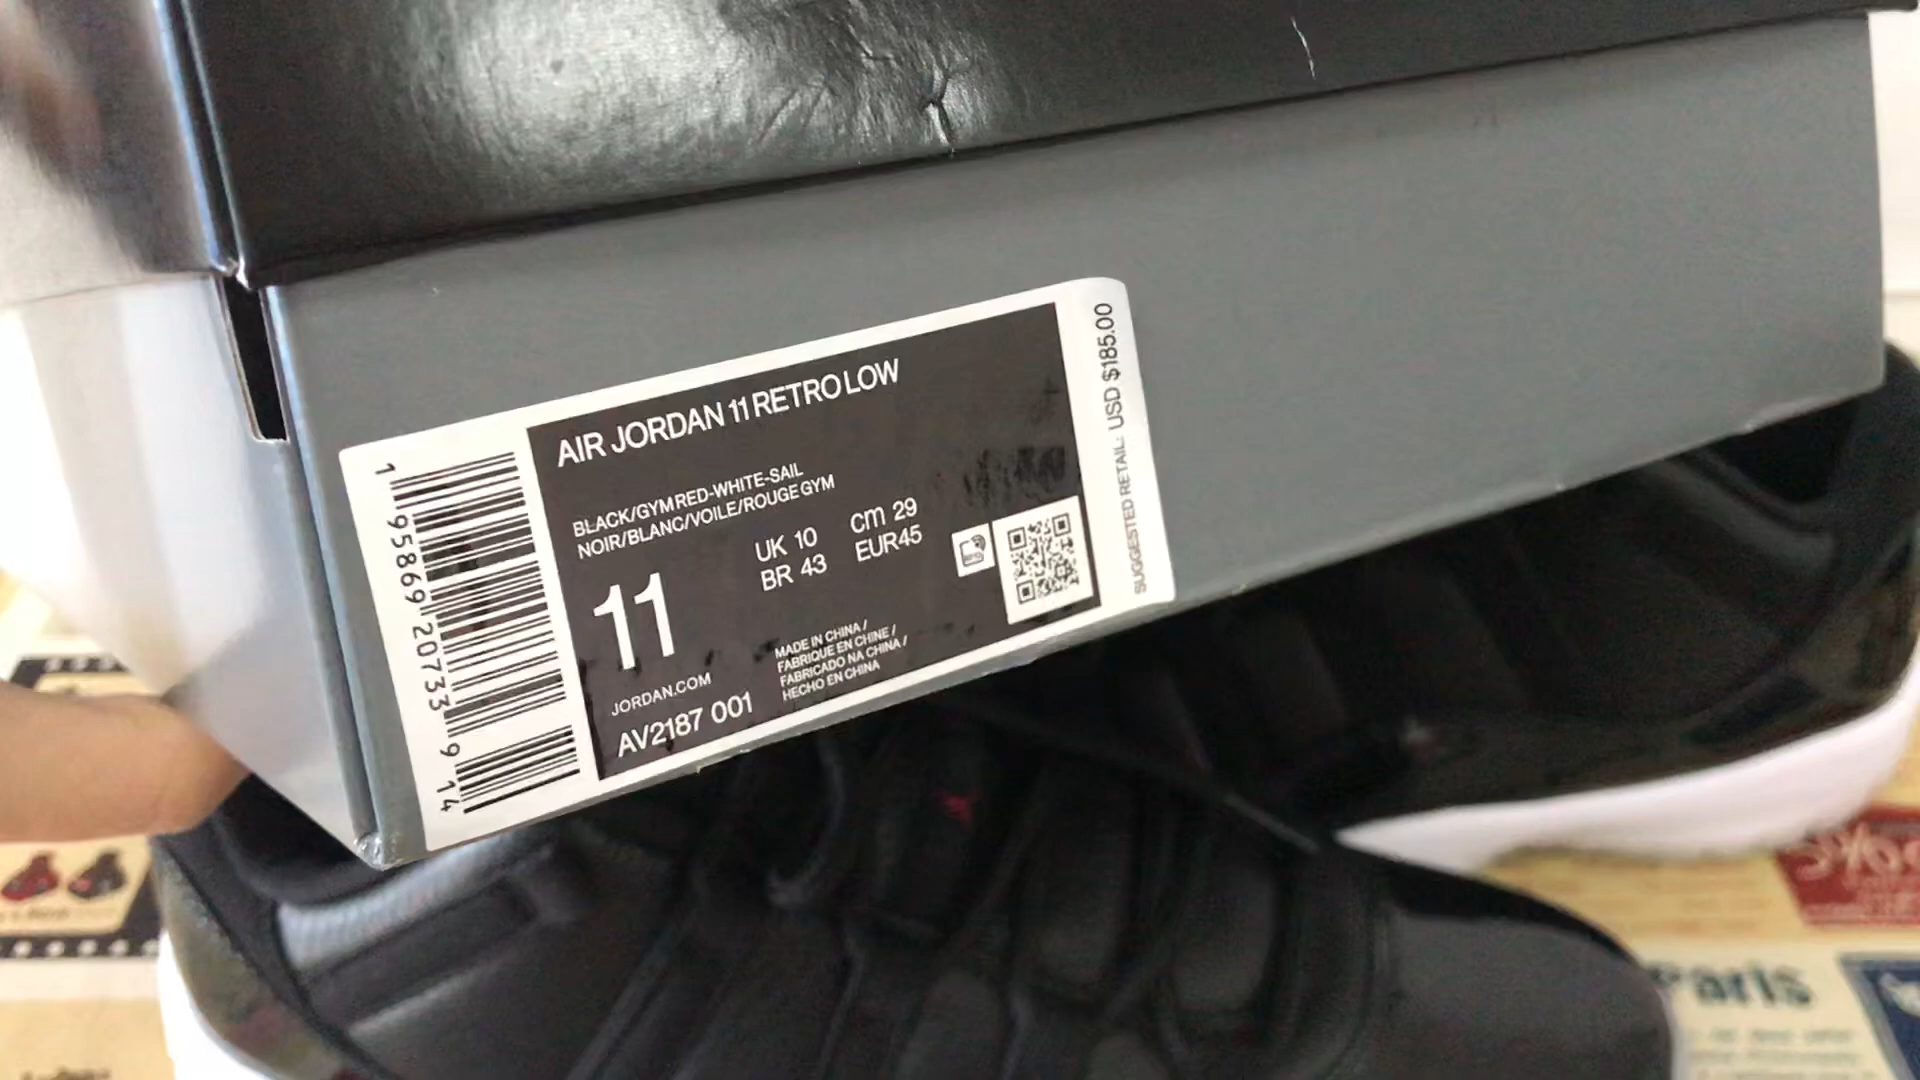 AIR JORDAN 11 RETRO LOW
BLACK/GYM RED-WHITE-SAIL
NOIR/BLANC/VOILE/ROUGE GYM
11
UK 10
CM 29
BR 43
EUR 45
JORDAN.COM
AV2187 001
MADE IN CHINA /
FABRIQUE EN CHINE /
FABRICADO NA CHINA /
HECHO EN CHINA
1 95869 20733 9 14
SUGGESTED RETAIL: USD $185.00
Paris